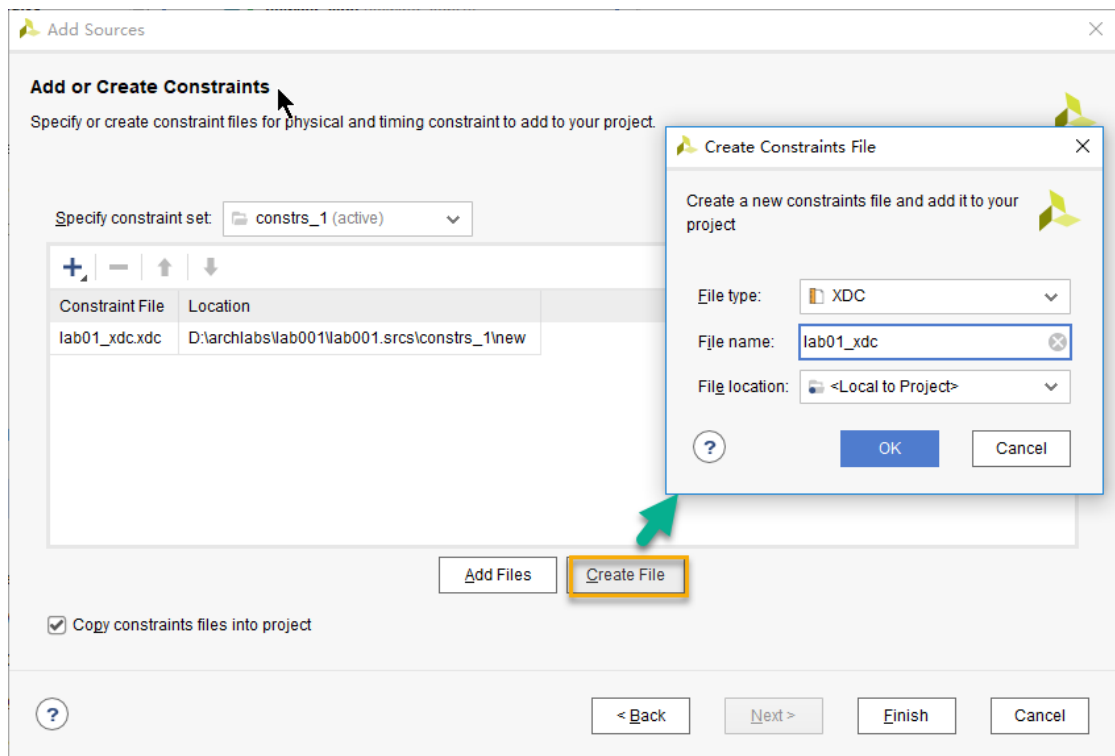 Add Sources
Add or Create Constraints
Specify or create constraint files for physical and timing constraint to add to your project.
Specify constraint set: constrs_1 (active)
Constraint File Location
lab01_xdc.xdc D:\archlabs\lab001\lab001.srcs\constrs_1\new
Add Files Create File
Copy constraints files into project
? < Back Next > Finish Cancel
Create Constraints File
Create a new constraints file and add it to your
project
File type: XDC
File name: lab01_xdc
File location: <Local to Project>
? OK Cancel